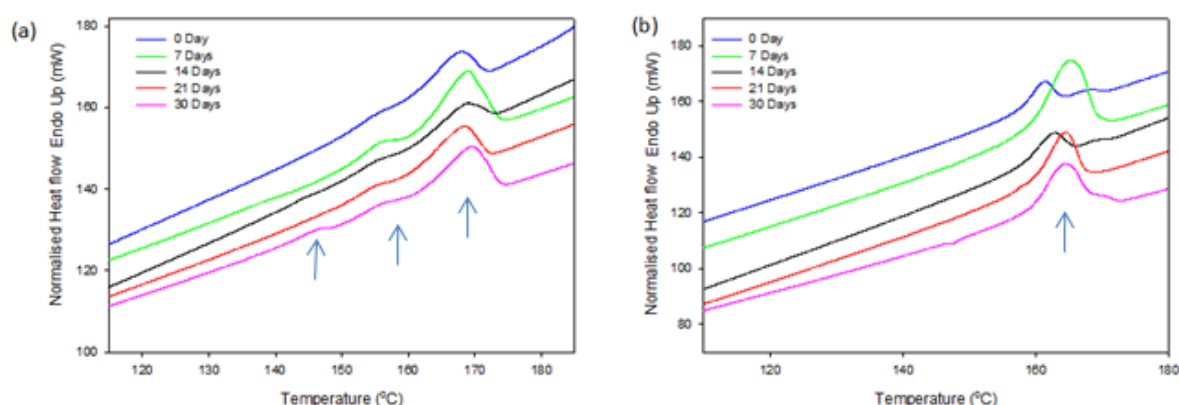 (a)
Normalised Heat flow Endo Up (mW)
180
160
140
120
100
0 Day
7 Days
14 Days
21 Days
30 Days
120 130 140 150 160 170 180
Temperature (⁰C)
(b)
Normalised Heat flow Endo Up (mW)
180
160
140
120
100
80
0 Day
7 Days
14 Days
21 Days
30 Days
120 140 160 180
Temperature (⁰C)